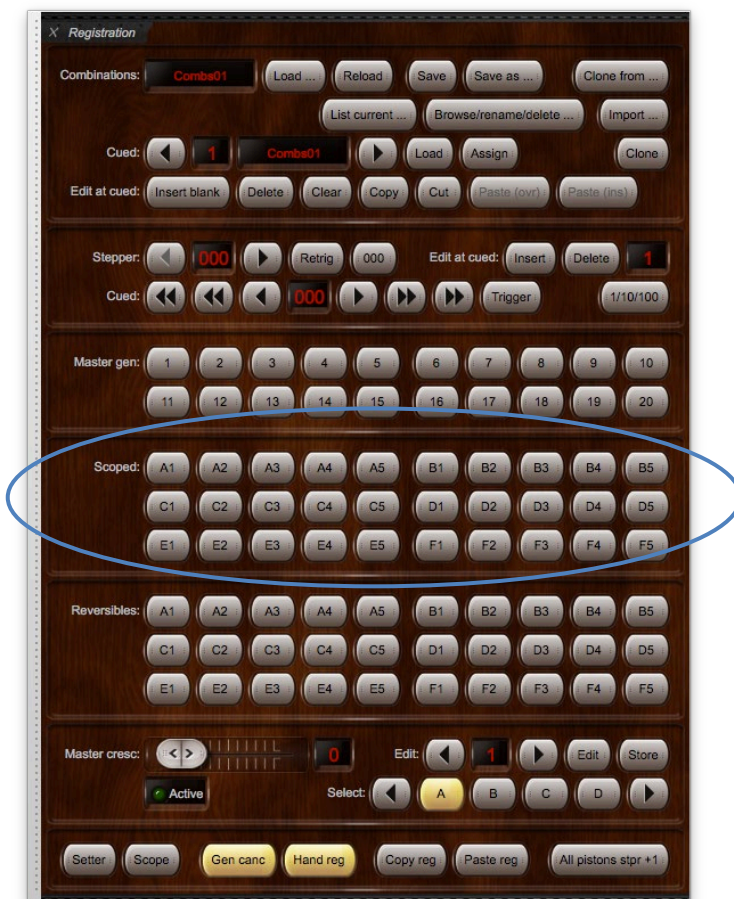 X Registration
Combinations: Combs01 Load ... Reload Save Save as ... Clone from ...
List current ... Browse/rename/delete ... Import ...
Cued: 1 Combs01 Load Assign Clone
Edit at cued: Insert blank Delete Clear Copy Cut Paste (ovr) Paste (ins)
Stepper: 000 Retrig 000 Edit at cued: Insert Delete 1
Cued: 000 Trigger 1/10/100
Master gen: 1 2 3 4 5 6 7 8 9 10
11 12 13 14 15 16 17 18 19 20
Scoped: A1 A2 A3 A4 A5 B1 B2 B3 B4 B5
C1 C2 C3 C4 C5 D1 D2 D3 D4 D5
E1 E2 E3 E4 E5 F1 F2 F3 F4 F5
Reversibles: A1 A2 A3 A4 A5 B1 B2 B3 B4 B5
C1 C2 C3 C4 C5 D1 D2 D3 D4 D5
E1 E2 E3 E4 E5 F1 F2 F3 F4 F5
Master cresc: 0 Edit: 1 Edit Store
Active Select: A B C D
Setter Scope Gen canc Hand reg Copy reg Paste reg All pistons stpr +1